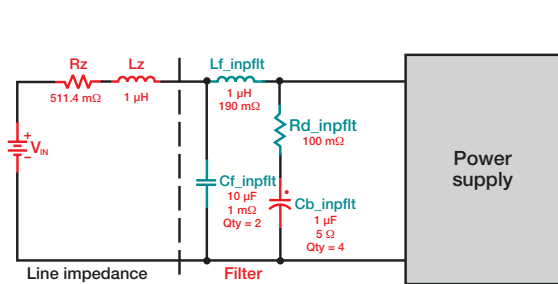 Rz
511.4 mΩ
Lz
1 µH
Lf_inpflt
1 µH
190 mΩ
Rd_inpflt
100 mΩ
+
VIN
−
Cf_inpflt
10 µF
1 mΩ
Qty = 2
Cb_inpflt
1 µF
5 Ω
Qty = 4
Power
supply
Line impedance
Filter